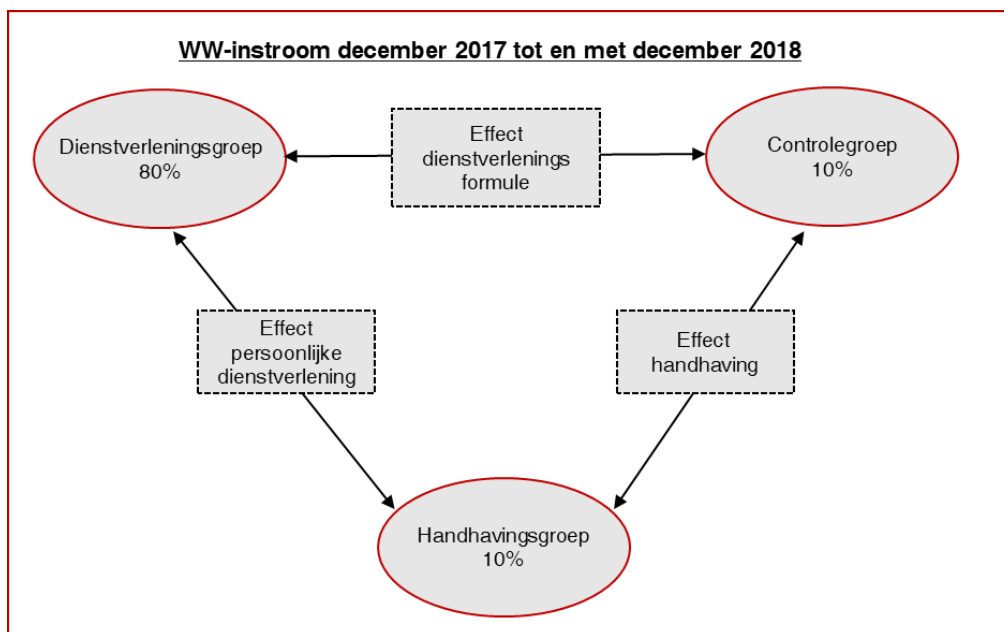 WW-instroom december 2017 tot en met december 2018
Dienstverleningsgroep
80%
Effect
dienstverlenings
formule
Controlegroep
10%
Effect
persoonlijke
dienstverlening
Effect
handhaving
Handhavingsgroep
10%